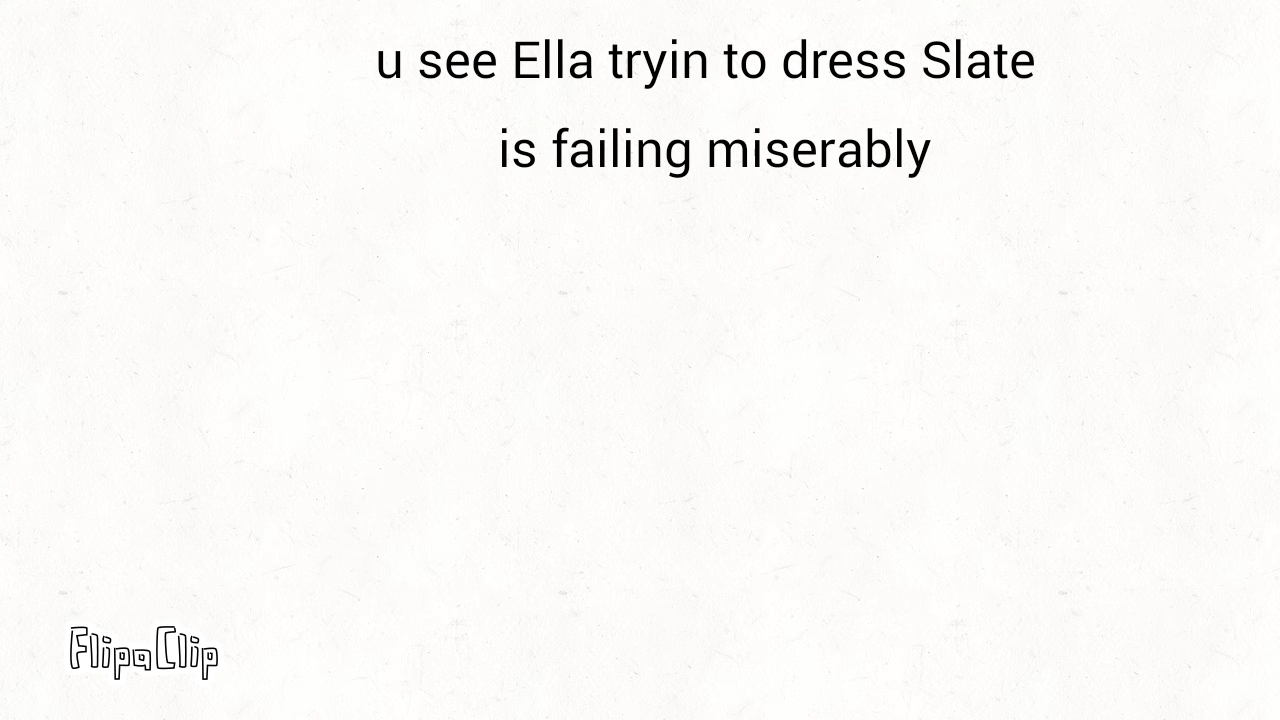 u see Ella tryin to dress Slate
is failing miserably
FlipaClip